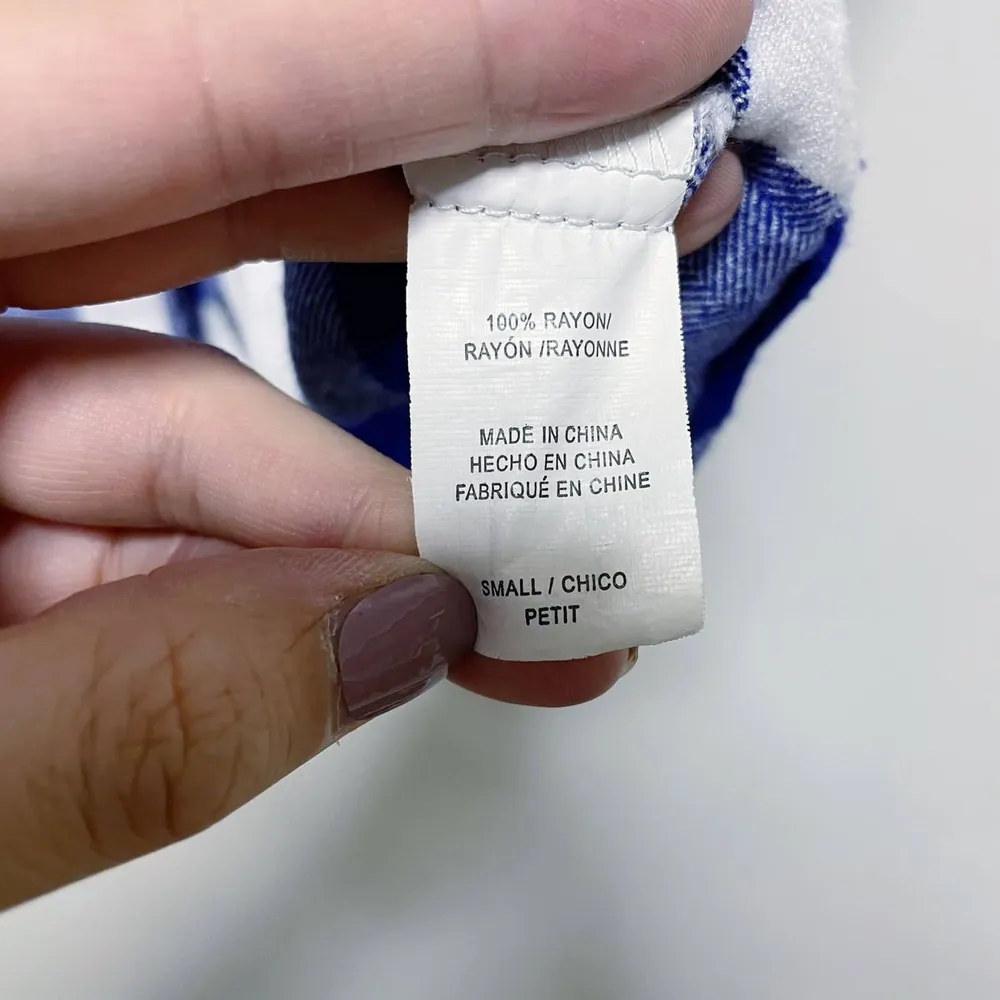 100% RAYON/
RAYÓN /RAYONNE
MADE IN CHINA
HECHO EN CHINA
FABRIQUÉ EN CHINE
SMALL / CHICO
PETIT